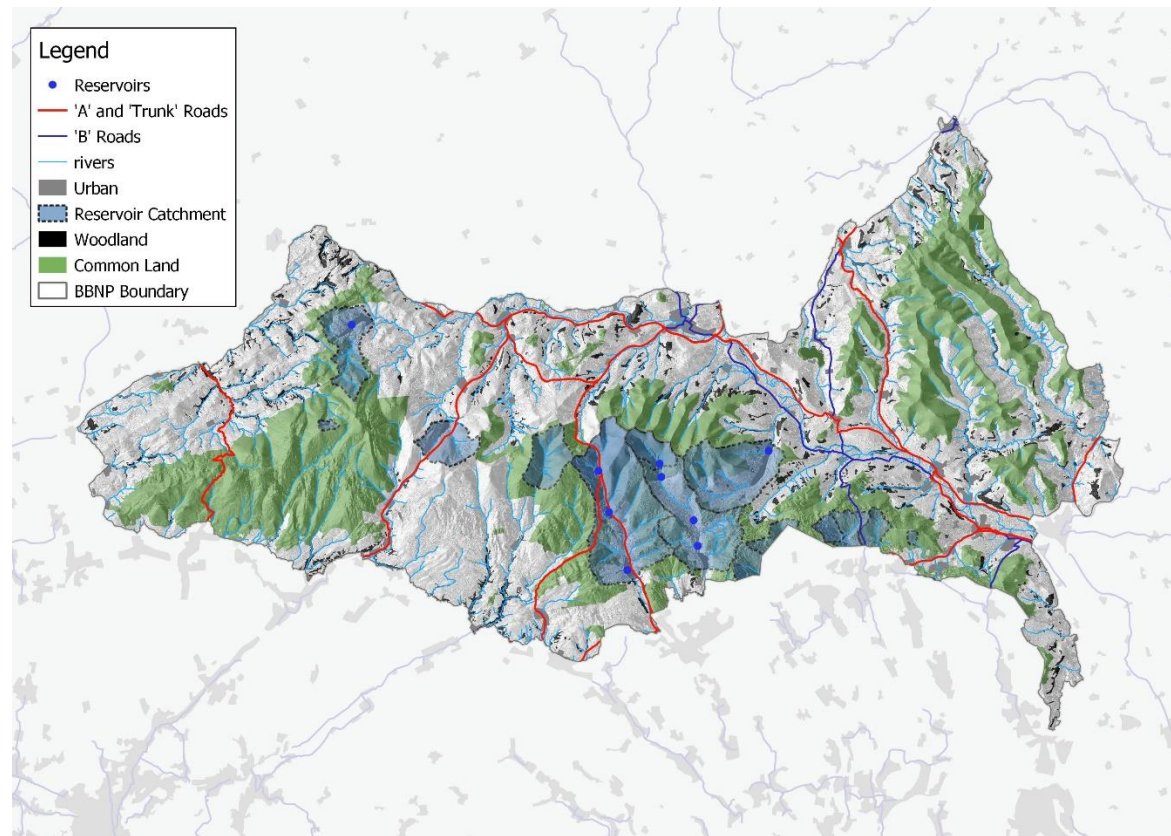 Legend
Reservoirs
'A' and 'Trunk' Roads
'B' Roads
rivers
Urban
Reservoir Catchment
Woodland
Common Land
BBNP Boundary